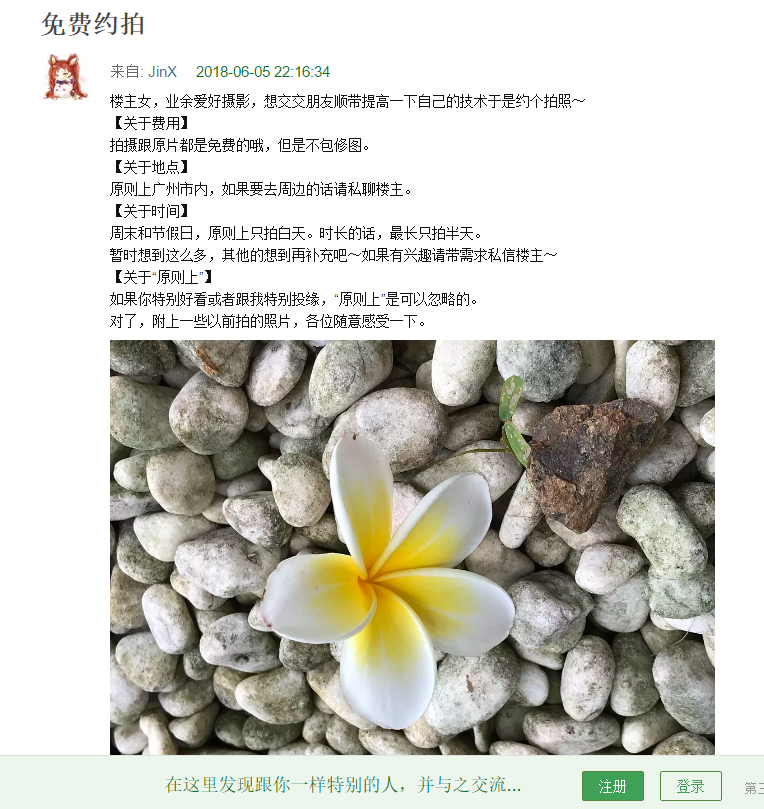 免费约拍
来自: JinX 2018-06-05 22:16:34
楼主女，业余爱好摄影，想交交朋友顺带提高一下自己的技术于是约个拍照～
【关于费用】
拍摄跟原片都是免费的哦，但是不包修图。
【关于地点】
原则上广州市内，如果要去周边的话请私聊楼主。
【关于时间】
周末和节假日，原则上只拍白天。时长的话，最长只拍半天。
暂时想到这么多，其他的想到再补充吧～如果有兴趣请带需求私信楼主～
【关于“原则上”】
如果你特别好看或者跟我特别投缘，“原则上”是可以忽略的。
对了，附上一些以前拍的照片，各位随意感受一下。
在这里发现跟你一样特别的人，并与之交流... 注册 登录 第三